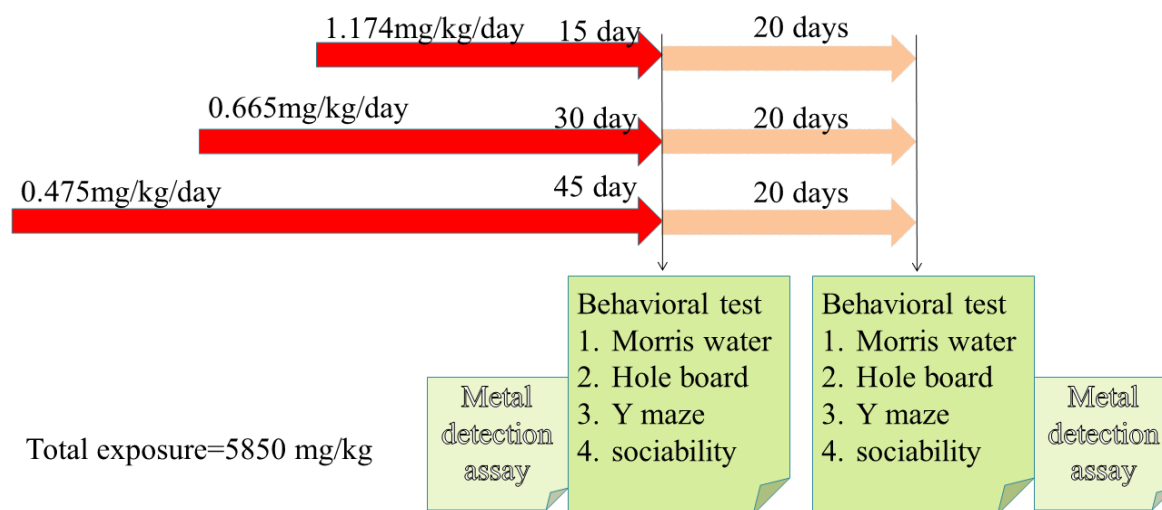 1.174mg/kg/day 15 day 20 days
0.665mg/kg/day 30 day 20 days
0.475mg/kg/day 45 day 20 days
Behavioral test
1. Morris water
2. Hole board
3. Y maze
4. sociability
Behavioral test
1. Morris water
2. Hole board
3. Y maze
4. sociability
Metal
detection
assay
Metal
detection
assay
Total exposure=5850 mg/kg